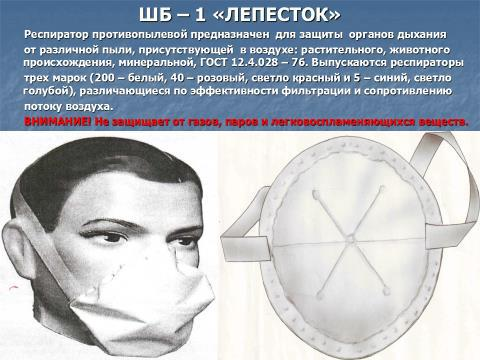 ШБ – 1 «ЛЕПЕСТОК»
Респиратор противопылевой предназначен для защиты органов дыхания
от различной пыли, присутствующей в воздухе: растительного, животного
происхождения, минеральной, ГОСТ 12.4.028 – 76. Выпускаются респираторы
трех марок (200 – белый, 40 – розовый, светло красный и 5 – синий, светло
голубой), различающиеся по эффективности фильтрации и сопротивлению
потоку воздуха.
ВНИМАНИЕ! Не защищает от газов, паров и легковоспламеняющихся веществ.